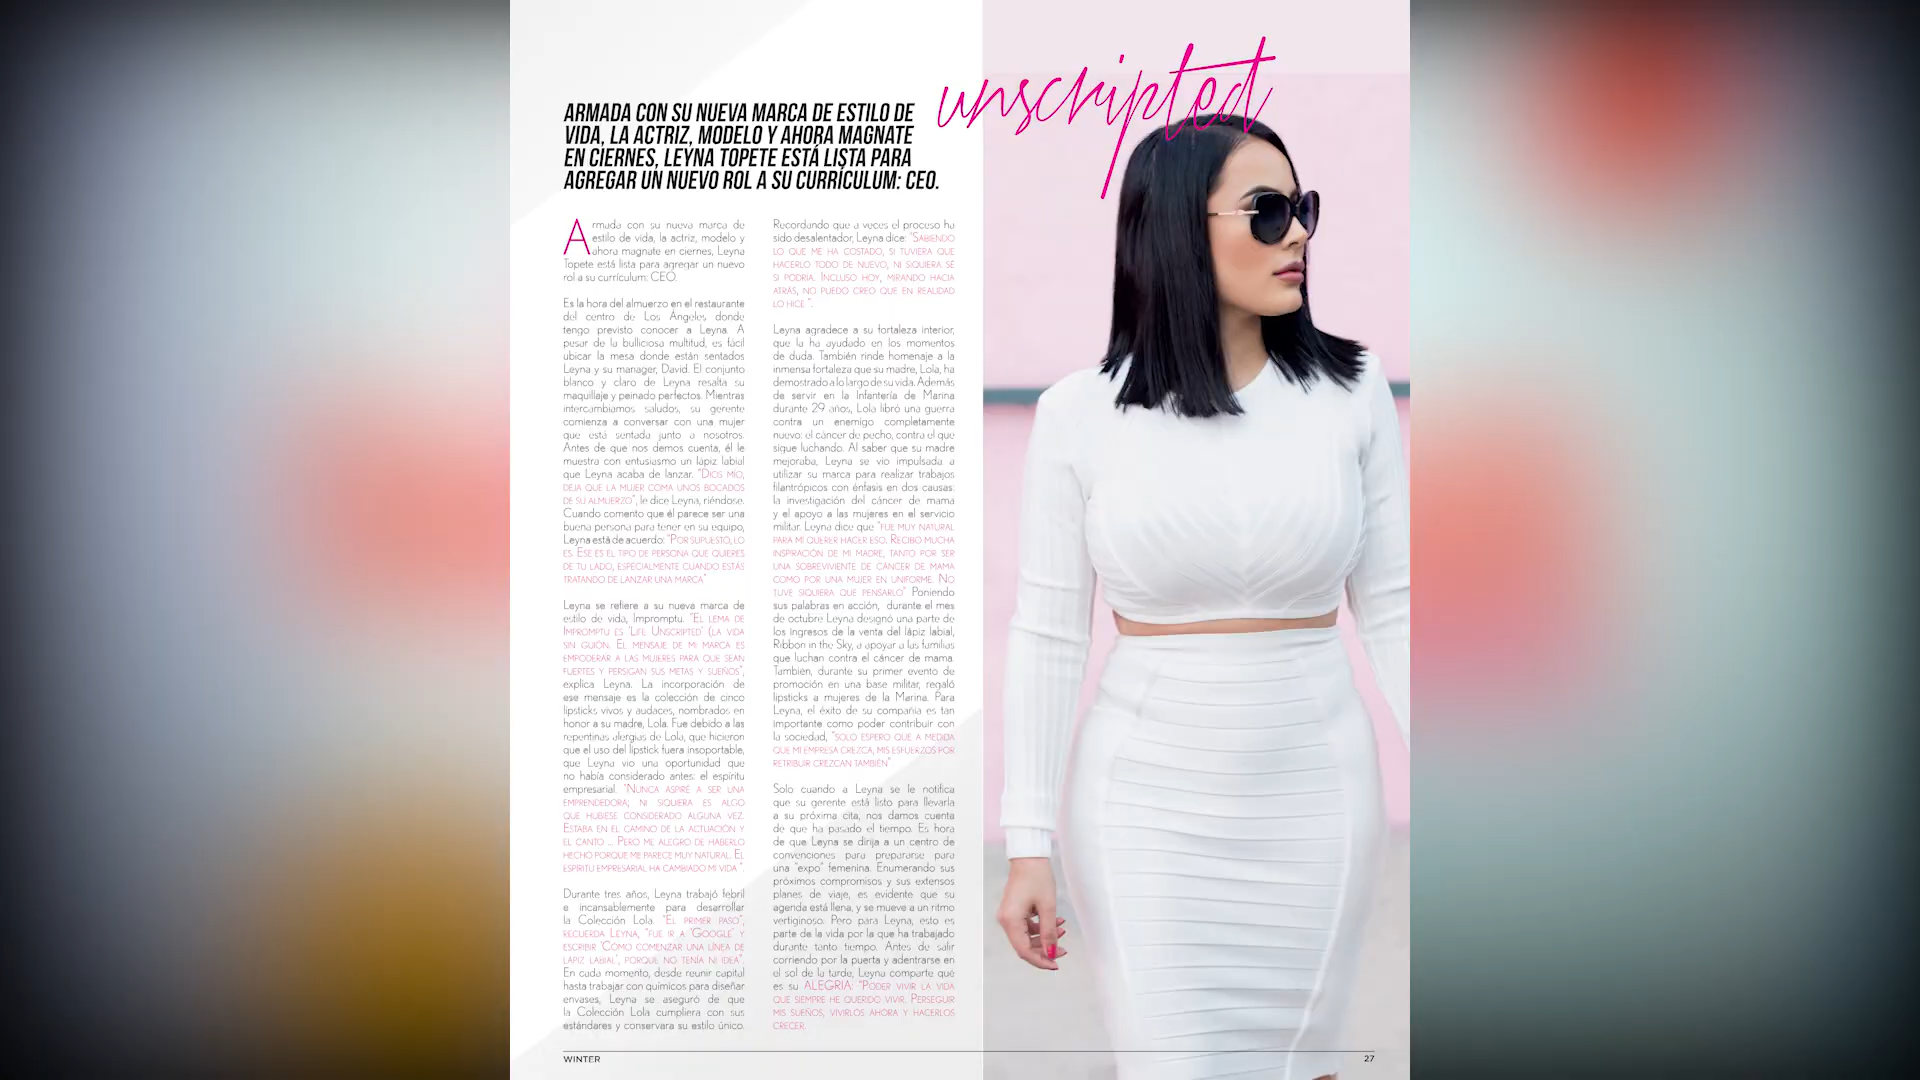 unscripted
ARMADA CON SU NUEVA MARCA DE ESTILO DE
VIDA, LA ACTRIZ, MODELO Y AHORA MAGNATE
EN CIERNES, LEYNA TOPETE ESTÁ LISTA PARA
AGREGAR UN NUEVO ROL A SU CURRÍCULUM: CEO.
Armada con su nueva marca de
estilo de vida, la actriz, modelo y
ahora magnate en ciernes, Leyna
Topete está lista para agregar un nuevo
rol a su currículum: CEO.
Es la hora del almuerzo en el restaurante
del centro de Los Ángeles donde
tengo previsto conocer a Leyna. A
pesar de la bulliciosa multitud, es fácil
ubicar la mesa donde están sentados
Leyna y su manager, David. El conjunto
blanco y claro de Leyna resalta su
maquillaje y peinado perfectos. Mientras
intercambiamos saludos, su gerente
comienza a conversar con una mujer
que está sentada junto a nosotros.
Antes de que nos demos cuenta, él le
muestra con entusiasmo un lápiz labial
que Leyna acaba de lanzar. "Dios mío,
deja que la mujer coma unos bocados
de su almuerzo", le dice Leyna, riéndose.
Cuando comento que él parece ser una
buena persona para tener en su equipo,
Leyna está de acuerdo: "Por supuesto, lo
es. Ese es el tipo de persona que quieres
de tu lado, especialmente cuando estás
tratando de lanzar una marca"
Leyna se refiere a su nueva marca de
estilo de vida, Impromptu. "El lema de
Impromptu es 'Life Unscripted' (la vida
sin guión. El mensaje de mi marca es
empoderar a las mujeres para que sean
fuertes y persigan sus metas y sueños",
explica Leyna. La incorporación de
ese mensaje es la colección de cinco
lipsticks vivos y audaces, nombrados en
honor a su madre, Lola. Fue debido a las
repentinas alergias de Lola, que hicieron
que el uso del lipstick fuera insoportable,
que Leyna vio una oportunidad que
no había considerado antes: el espíritu
empresarial. "Nunca aspiré a ser una
emprendedora; ni siquiera es algo
que hubiese considerado alguna vez.
Estaba en el camino de la actuación y
el canto ... Pero me alegro de haberlo
hecho porque me parece muy natural. El
espíritu empresarial ha cambiado mi vida ".
Durante tres años, Leyna trabajó febril
e incansablemente para desarrollar
la Colección Lola. "El primer paso",
recuerda Leyna, "fue ir a 'Google' y
escribir 'Cómo comenzar una línea de
lápiz labial', porque no tenía ni idea".
En cada momento, desde reunir capital
hasta trabajar con químicos para diseñar
envases, Leyna se aseguró de que
la Colección Lola cumpliera con sus
estándares y conservara su estilo único.
Recordando que a veces el proceso ha
sido desalentador, Leyna dice: "Sabiendo
lo que me ha costado, si tuviera que
hacerlo todo de nuevo, ni siquiera sé
si podría. Incluso hoy, mirando hacia
atrás, no puedo creo que en realidad
lo hice ".
Leyna agradece a su fortaleza interior,
que la ha ayudado en los momentos
de duda. También rinde homenaje a la
inmensa fortaleza que su madre, Lola, ha
demostrado a lo largo de su vida. Además
de servir en la Infantería de Marina
durante 29 años, Lola libró una guerra
contra un enemigo completamente
nuevo: el cáncer de pecho, contra el que
sigue luchando. Al saber que su madre
mejoraba, Leyna se vio impulsada a
utilizar su marca para realizar trabajos
filantrópicos con énfasis en dos causas:
la investigación del cáncer de mama
y el apoyo a las mujeres en el servicio
militar. Leyna dice que "fue muy natural
para mí querer hacer eso. Recibo mucha
inspiración de mi madre, tanto por ser
una sobreviviente de cáncer de mama
como por una mujer en uniforme. No
tuve siquiera que pensarlo" Poniendo
sus palabras en acción, durante el mes
de octubre Leyna designó una parte de
los ingresos de la venta del lápiz labial,
Ribbon in the Sky, a apoyar a las familias
que luchan contra el cáncer de mama.
También, durante su primer evento de
promoción en una base militar, regaló
lipsticks a mujeres de la Marina. Para
Leyna, el éxito de su compañía es tan
importante como poder contribuir con
la sociedad, "solo espero que a medida
que mi empresa crezca, mis esfuerzos por
retribuir crezcan también"
Solo cuando a Leyna se le notifica
que su gerente está listo para llevarla
a su próxima cita, nos damos cuenta
de que ha pasado el tiempo. Es hora
de que Leyna se dirija a un centro de
convenciones para prepararse para
una "expo" femenina. Enumerando sus
próximos compromisos y sus extensos
planes de viaje, es evidente que su
agenda está llena, y se mueve a un ritmo
vertiginoso. Pero para Leyna, esto es
parte de la vida por la que ha trabajado
durante tanto tiempo. Antes de salir
corriendo por la puerta y adentrarse en
el sol de la tarde, Leyna comparte qué
es su ALEGRIA: "Poder vivir la vida
que siempre he querido vivir. Perseguir
mis sueños, vivirlos ahora y hacerlos
crecer.
WINTER
27